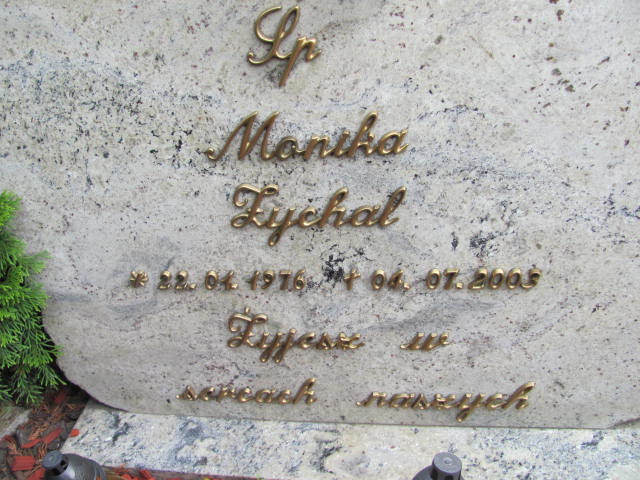 Śp
Monika
Zychal
* 22. 01. 1976 † 04. 07. 2003
Żyjesz w
sercach naszych